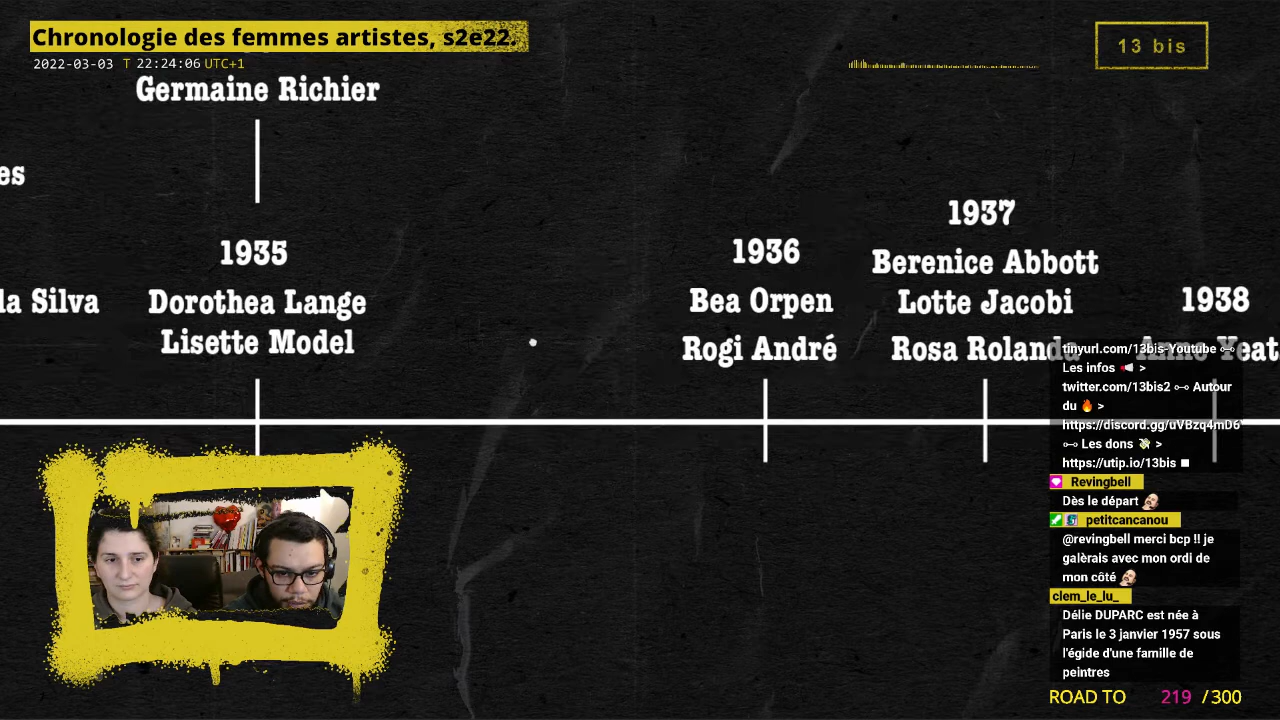 Chronologie des femmes artistes, s2e22.
2022-03-03 T 22:24:06 UTC+1
13 bis
Germaine Richier
es
1935
1936
1937
1938
la Silva
Dorothea Lange
Lisette Model
Bea Orpen
Rogi André
Berenice Abbott
Lotte Jacobi
Rosa Rolanda
Anne Yeat
tinyurl.com/13bis-Youtube
Les infos 📢 >
twitter.com/13bis2 Autour
du 🔥 >
https://discord.gg/uVBzq4mD6
Les dons 💸 >
https://utip.io/13bis ■
Revingbell
Dès le départ
petitcancanou
@revingbell merci bcp !! je
galèrais avec mon ordi de
mon côté
clem_le_lu_
Délie DUPARC est née à
Paris le 3 janvier 1957 sous
l'égide d'une famille de
peintres
ROAD TO 219 /300